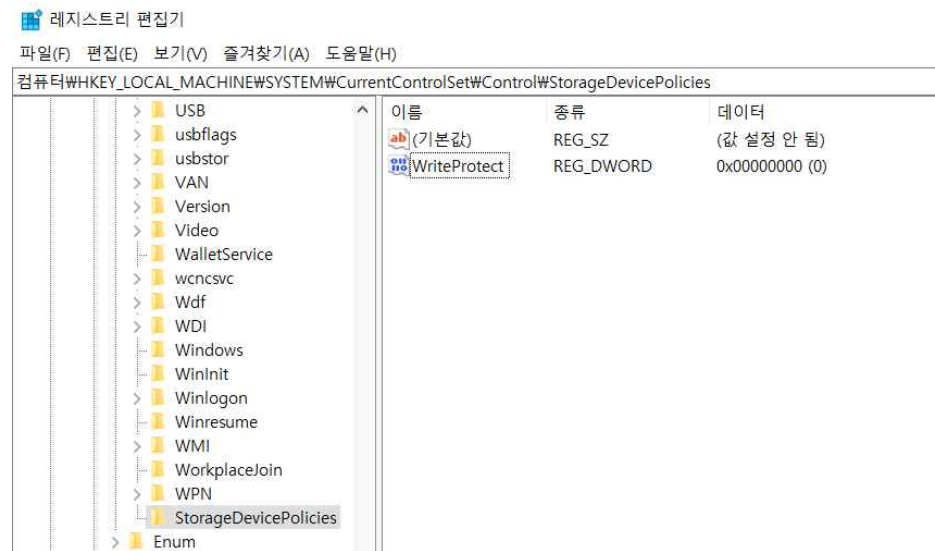 레지스트리 편집기
파일(F) 편집(E) 보기(V) 즐겨찾기(A) 도움말(H)
컴퓨터₩HKEY_LOCAL_MACHINE₩SYSTEM₩CurrentControlSet₩Control₩StorageDevicePolicies
USB
usbflags
usbstor
VAN
Version
Video
WalletService
wcncsvc
Wdf
WDI
Windows
WinInit
Winlogon
Winresume
WMI
WorkplaceJoin
WPN
StorageDevicePolicies
Enum
이름 종류 데이터
ab (기본값) REG_SZ (값 설정 안 됨)
WriteProtect REG_DWORD 0x00000000 (0)